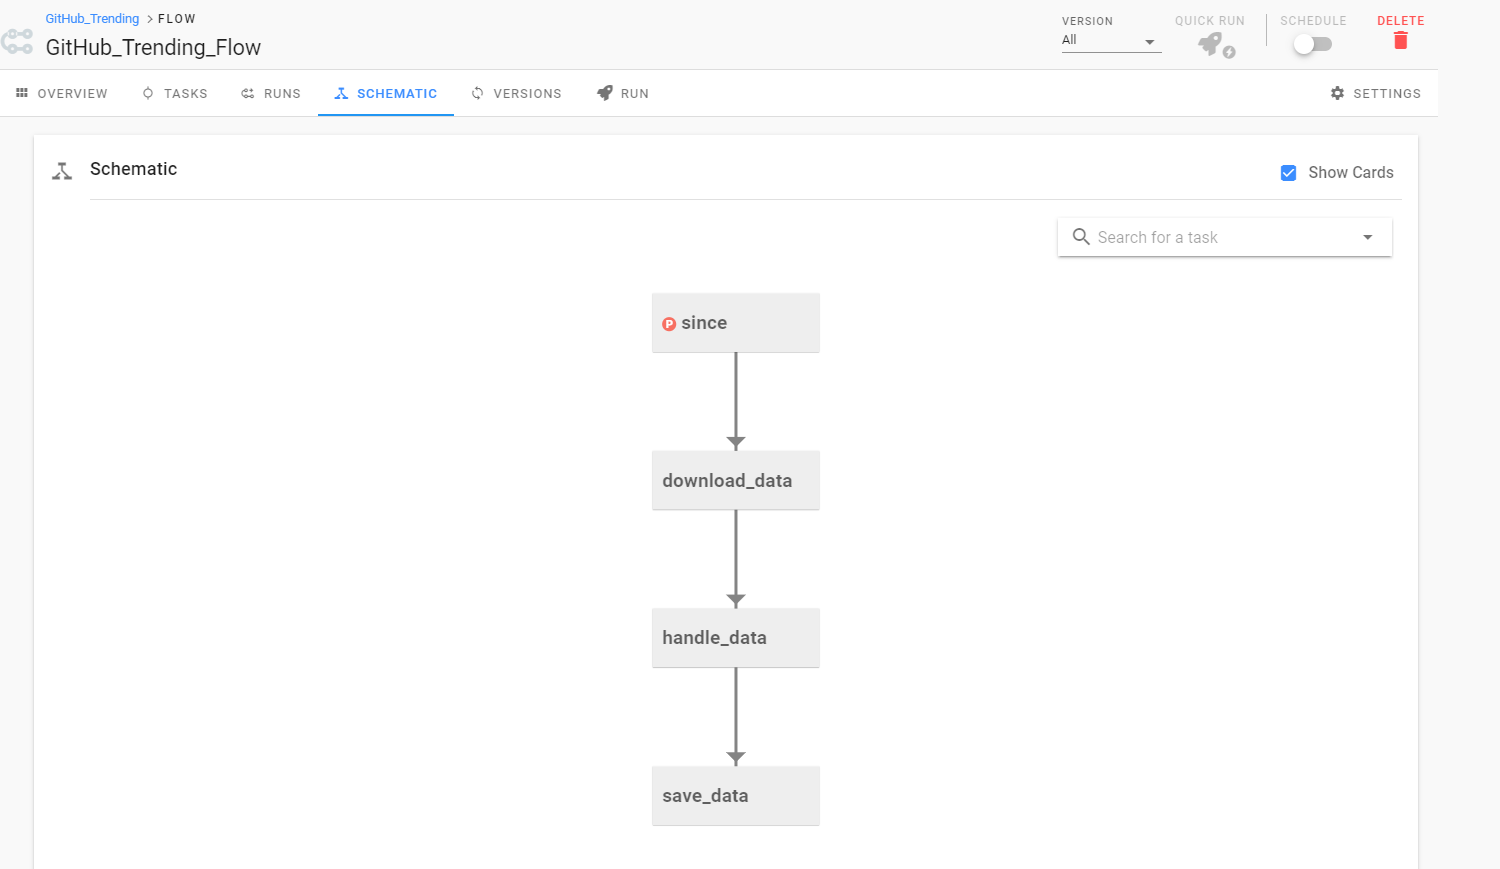 GitHub_Trending > FLOW
GitHub_Trending_Flow
VERSION
All
QUICK RUN
SCHEDULE
DELETE
OVERVIEW
TASKS
RUNS
SCHEMATIC
VERSIONS
RUN
SETTINGS
Schematic
Show Cards
Search for a task
P since
download_data
handle_data
save_data